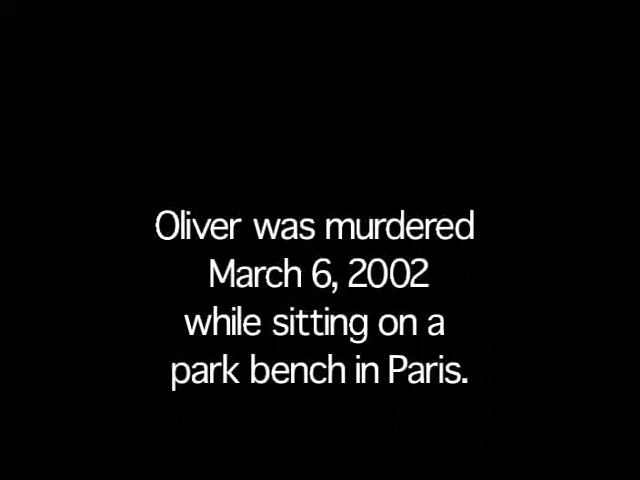 Oliver was murdered
March 6, 2002
while sitting on a
park bench in Paris.